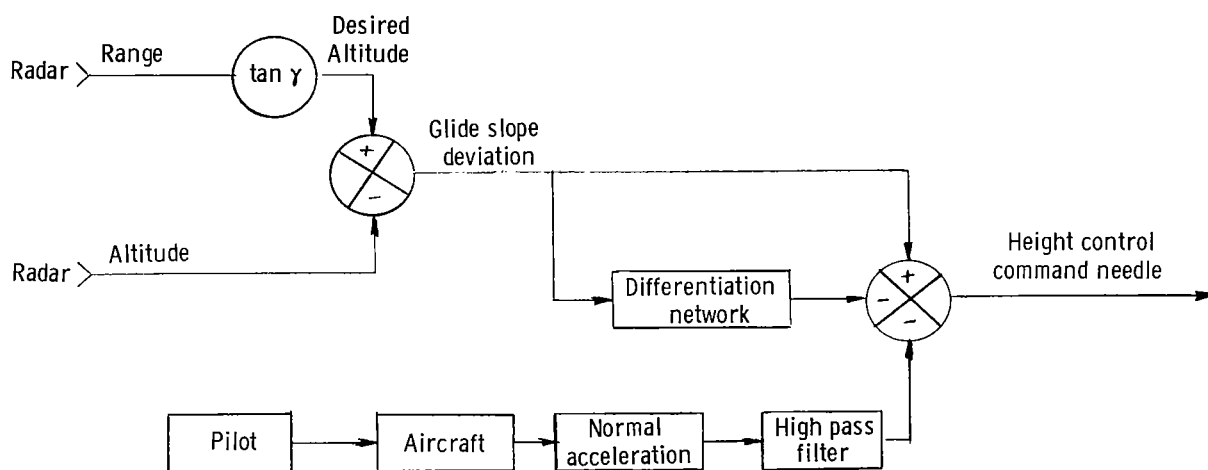 Desired
Altitude
Radar
Range
tan γ
+
−
Glide slope
deviation
Radar
Altitude
Height control
command needle
+
−
−
Differentiation
network
Pilot
Aircraft
Normal
acceleration
High pass
filter